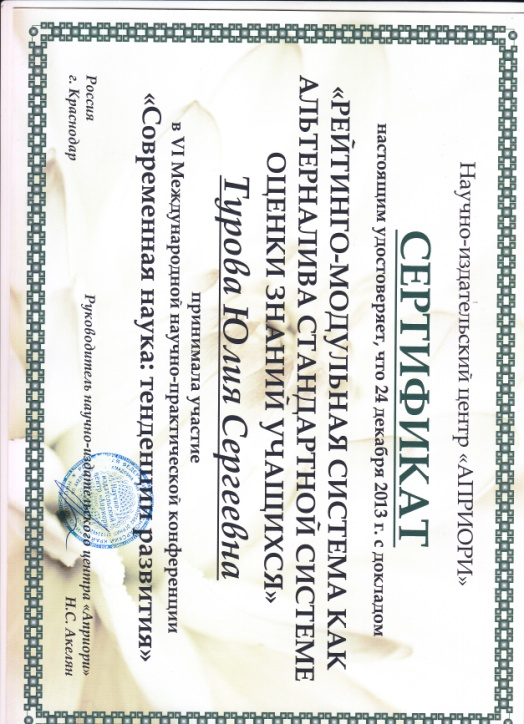 Научно-издательский центр «АПРИОРИ»
СЕРТИФИКАТ
настоящим удостоверяет, что 24 декабря 2013 г. с докладом
«РЕЙТИНГО-МОДУЛЬНАЯ СИСТЕМА КАК
АЛЬТЕРНАЛИВА СТАНДАРТНОЙ СИСТЕМЕ
ОЦЕНКИ ЗНАНИЙ УЧАЩИХСЯ»
Турова Юлия Сергеевна
принимала участие
в VI Международной научно-практической конференции
«Современная наука: тенденции развития»
Россия
г. Краснодар
Руководитель научно-издательского центра «Априори»
Н.С. Акелян